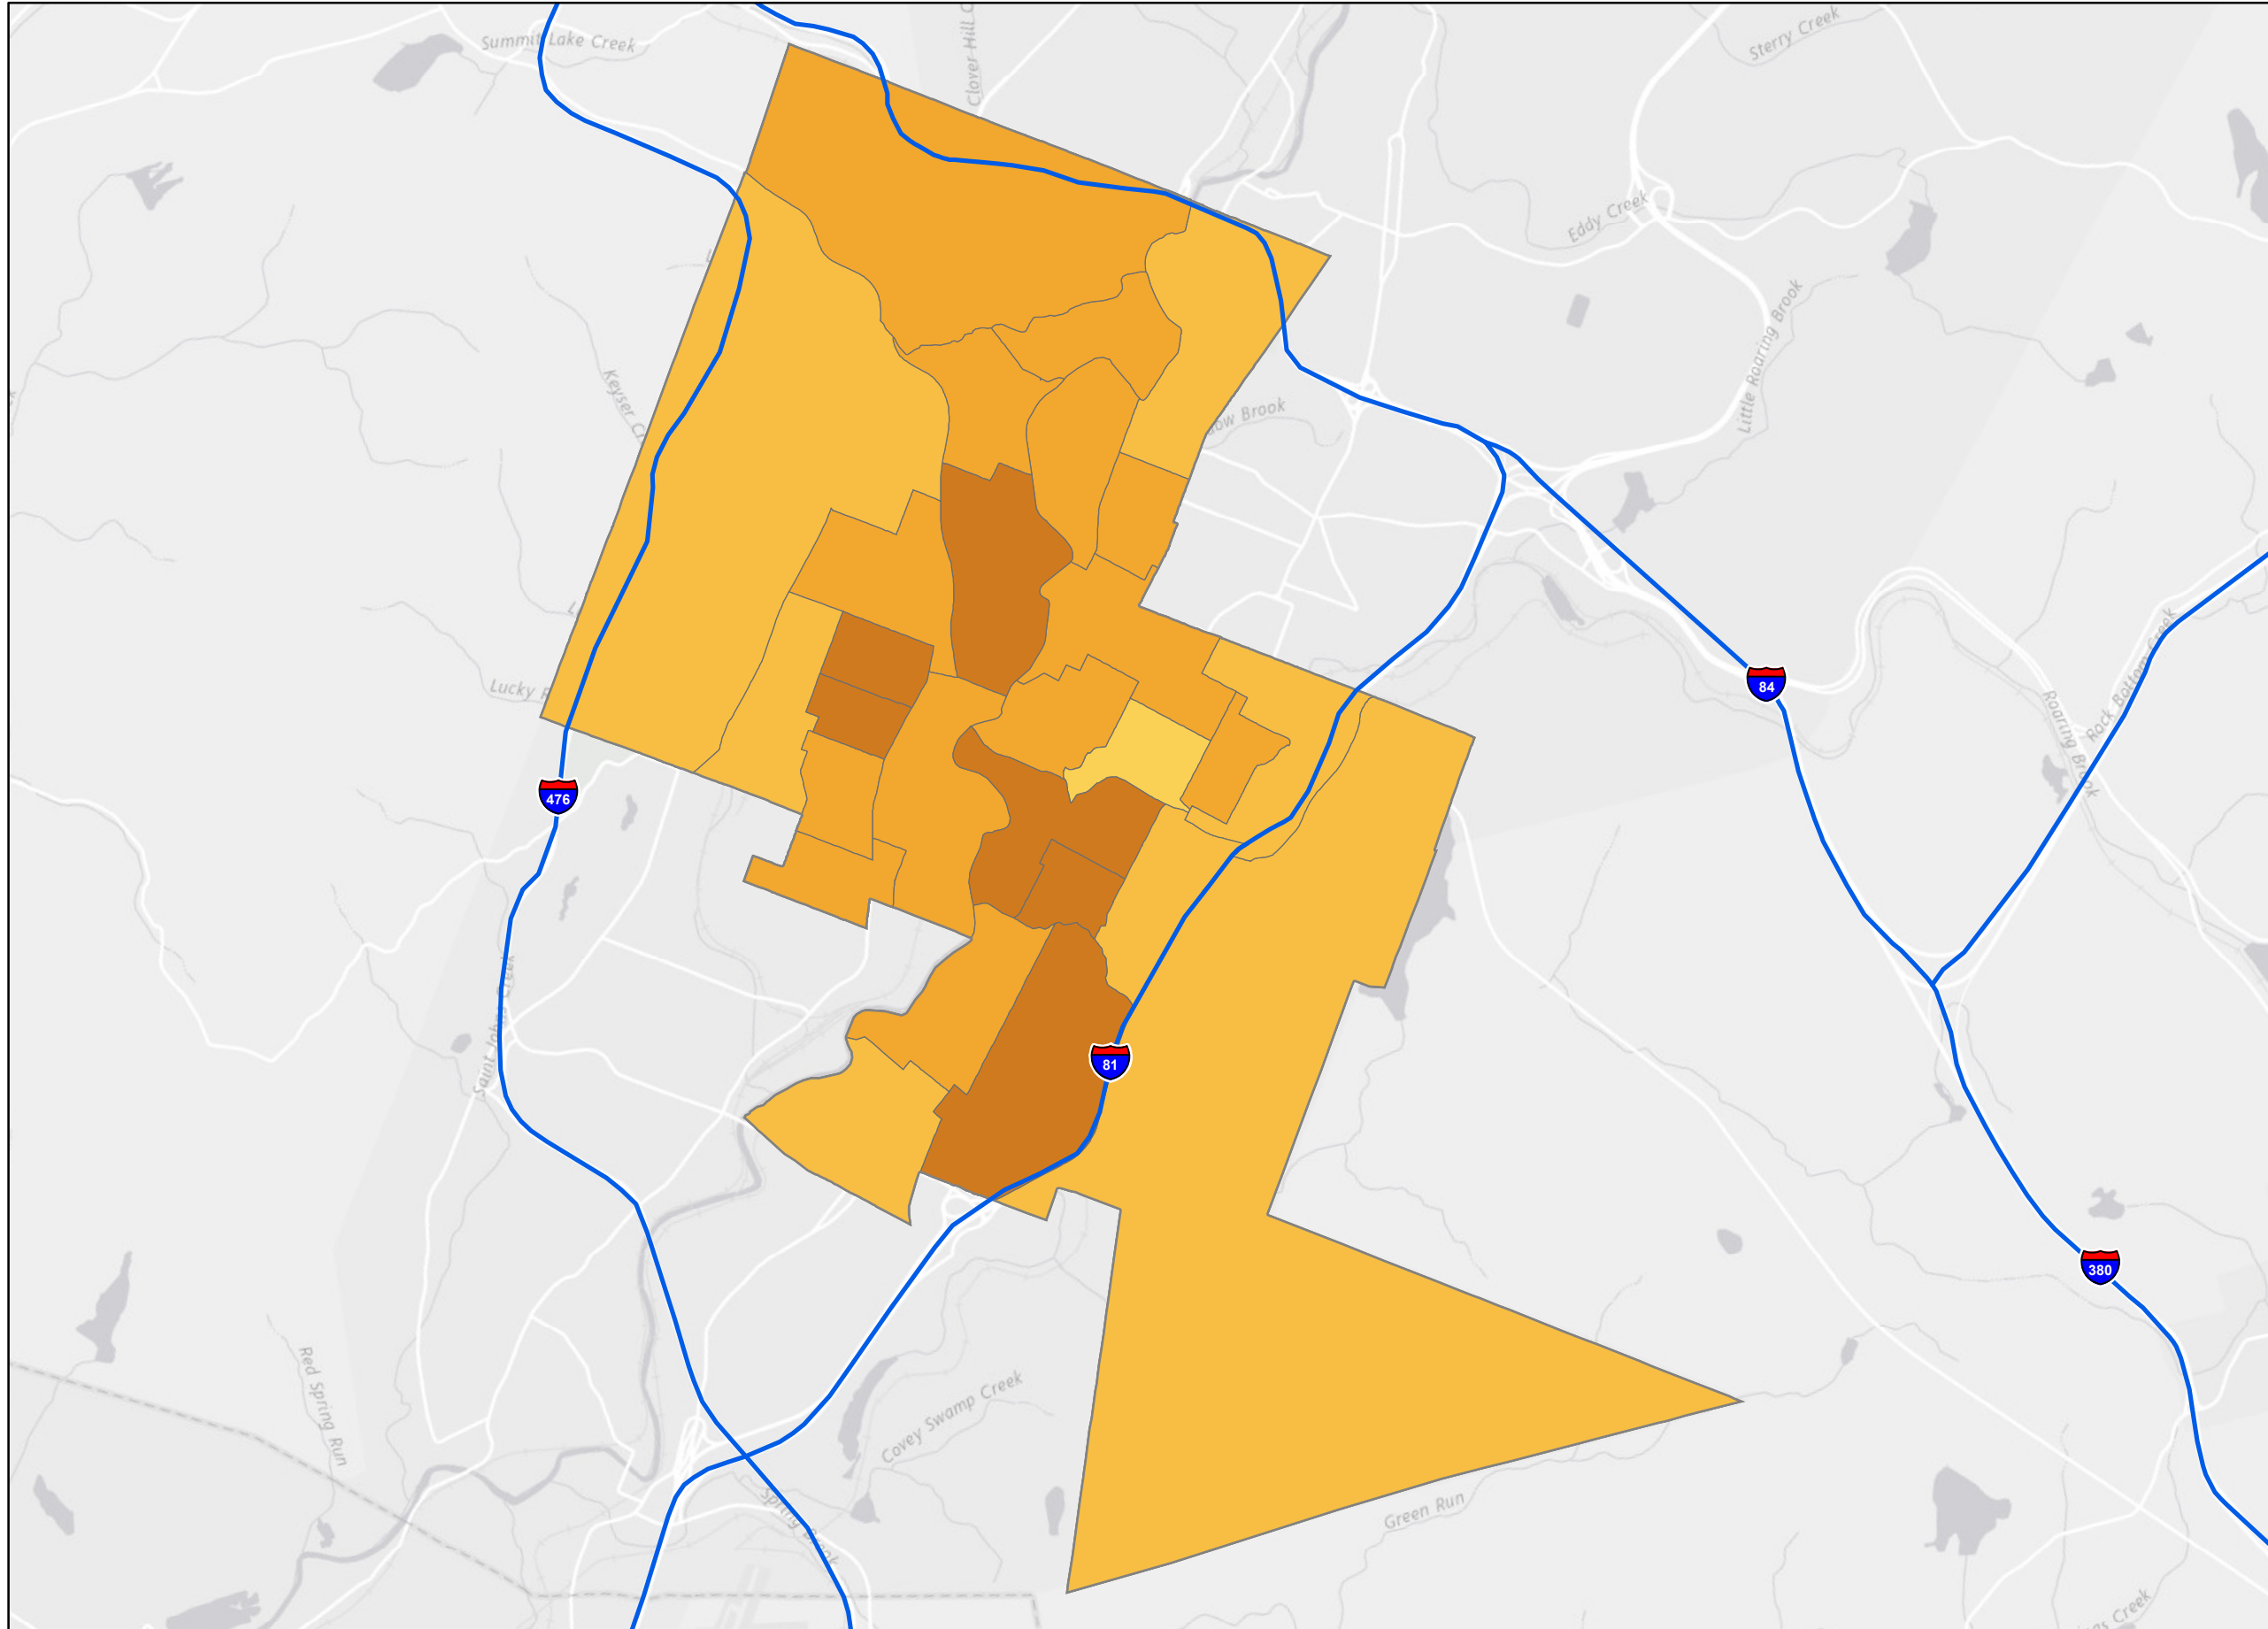 Summit Lake Creek
Clover Hill C
Sterry Creek
Eddy Creek
Little Roaring Brook
Keyser Cr
ow Brook
Lucky R
Rock Bottom Creek
Roaring Brook
84
476
Saint Johns Creek
81
380
Red Spring Run
Covey Swamp Creek
Green Run
Spring Brook
Creek